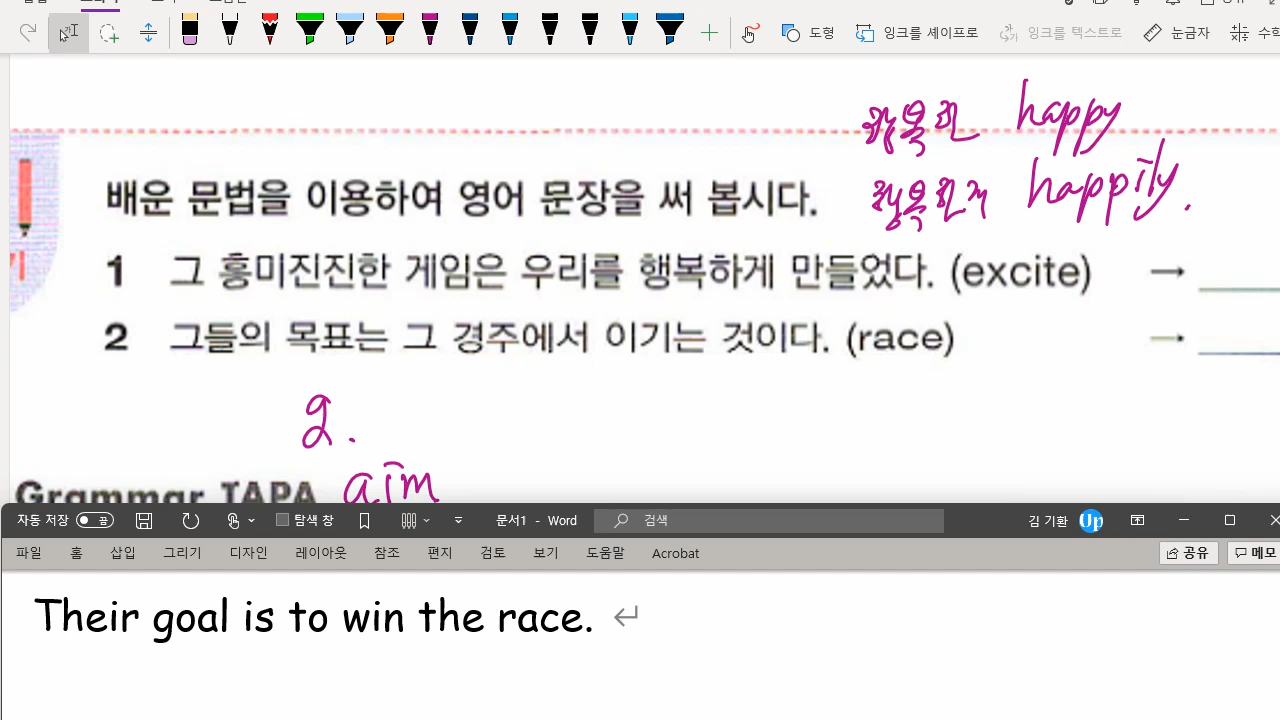 도형 잉크를 셰이프로 잉크를 텍스트로 눈금자
행복한 happy
배운 문법을 이용하여 영어 문장을 써 봅시다.
행복하게 happily.
1 그 흥미진진한 게임은 우리를 행복하게 만들었다. (excite) →
2 그들의 목표는 그 경주에서 이기는 것이다. (race) →
2.
aim
Grammar TAPA
자동 저장 끔 탐색 창 문서1 - Word 검색 김 기환 Up
파일 홈 삽입 그리기 디자인 레이아웃 참조 편지 검토 보기 도움말 Acrobat 공유 메모
Their goal is to win the race. ↵